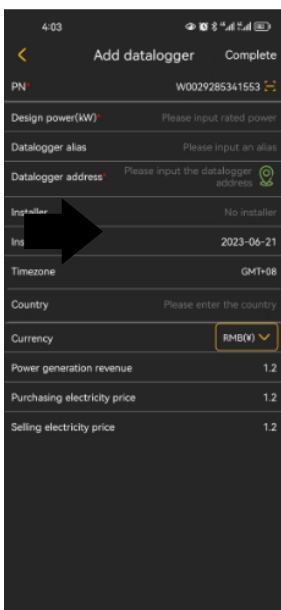 4:03
Add datalogger Complete
PN* W0029285341553
Design power(kW)* Please input rated power
Datalogger alias Please input an alias
Datalogger address* Please input the datalogger
address
Installer No installer
Ins 2023-06-21
Timezone GMT+08
Country Please enter the country
Currency RMB(¥)
Power generation revenue 1.2
Purchasing electricity price 1.2
Selling electricity price 1.2